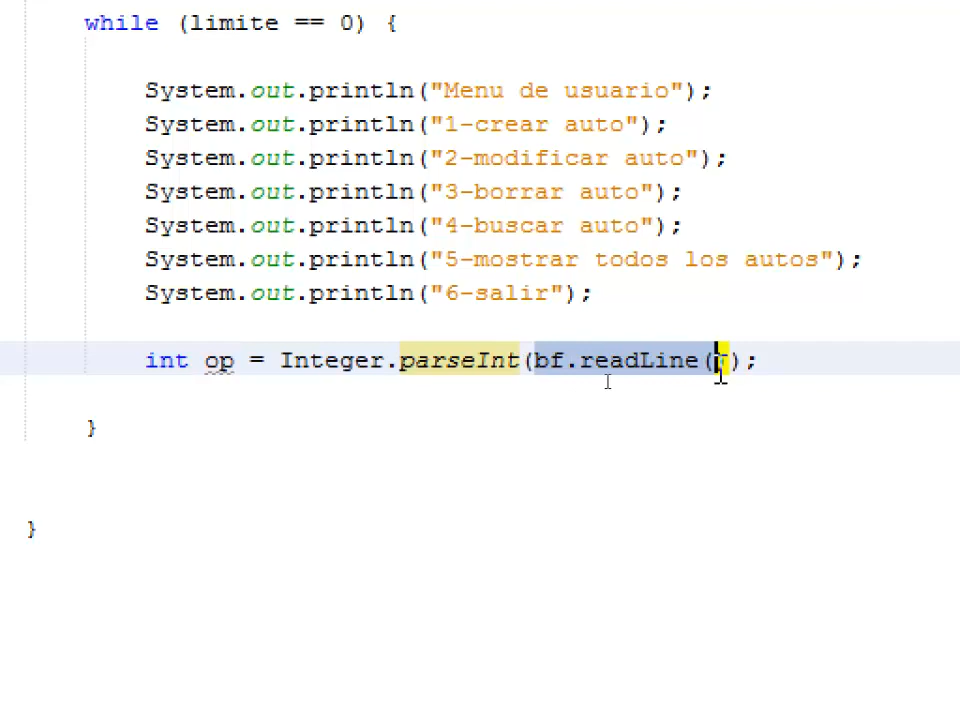 while (limite == 0) {
System.out.println("Menu de usuario");
System.out.println("1-crear auto");
System.out.println("2-modificar auto");
System.out.println("3-borrar auto");
System.out.println("4-buscar auto");
System.out.println("5-mostrar todos los autos");
System.out.println("6-salir");
int op = Integer.parseInt(bf.readLine());
}
}